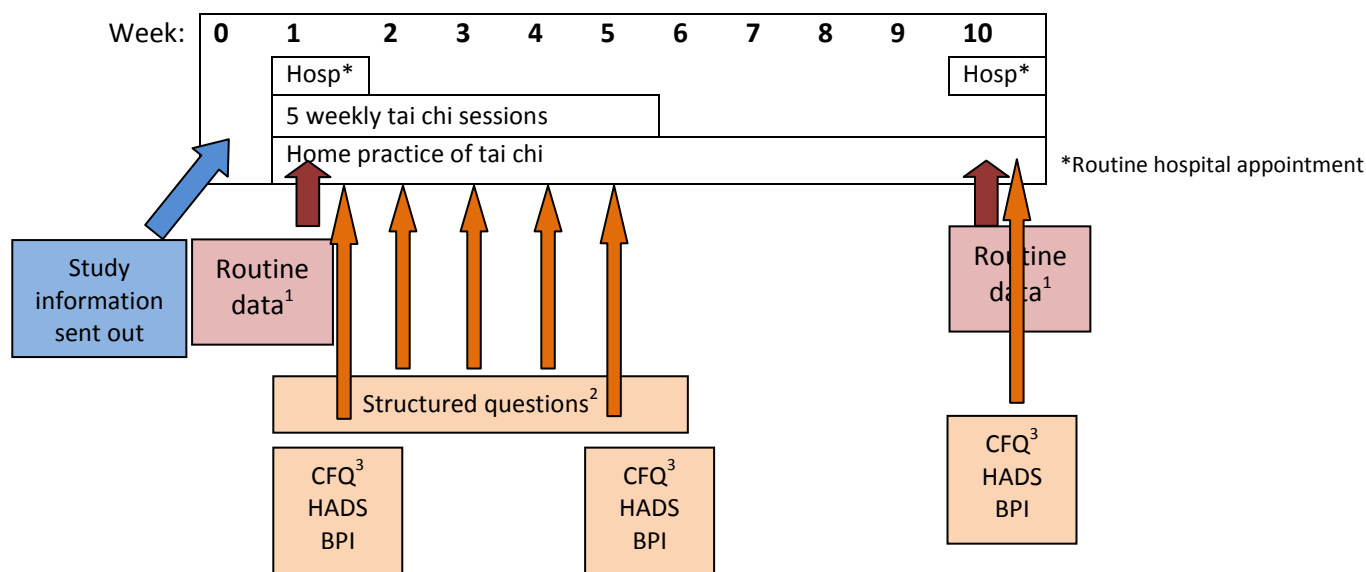 Week: 0 1 2 3 4 5 6 7 8 9 10
Hosp* Hosp*
5 weekly tai chi sessions
Home practice of tai chi
*Routine hospital appointment
Study
information
sent out
Routine
data1
Routine
data1
Structured questions2
CFQ3
HADS
BPI
CFQ3
HADS
BPI
CFQ3
HADS
BPI